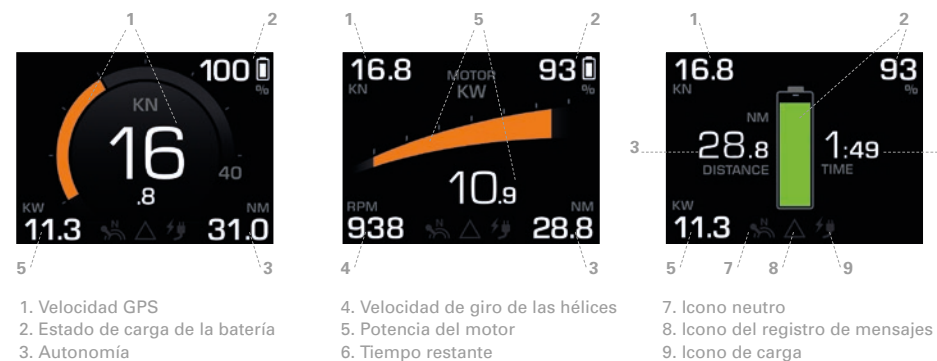 1 2
100
%
KN
16
.8
40
KW NM
11.3 N 31.0
5 3
1 5 2
16.8 MOTOR 93
KN KW %
10.9
RPM NM
938 N 28.8
4 3
1 2
16.8 93
KN %
NM
3 28.8 1:49
DISTANCE TIME
KW
11.3 N
5 7 8 9
1. Velocidad GPS
2. Estado de carga de la batería
3. Autonomía
4. Velocidad de giro de las hélices
5. Potencia del motor
6. Tiempo restante
7. Icono neutro
8. Icono del registro de mensajes
9. Icono de carga